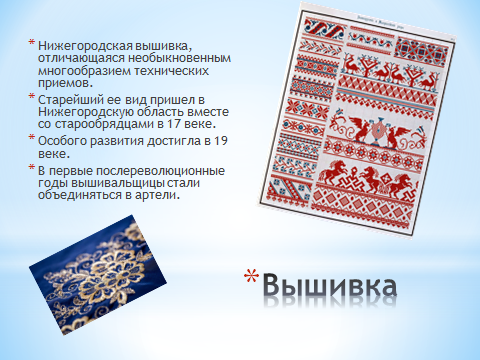 * Нижегородская вышивка,
отличающаяся необыкновенным
многообразием технических
приемов.
* Старейший ее вид пришел в
Нижегородскую область вместе
со старообрядцами в 17 веке.
* Особого развития достигла в 19
веке.
* В первые послереволюционные
годы вышивальщицы стали
объединяться в артели.
* Вышивка